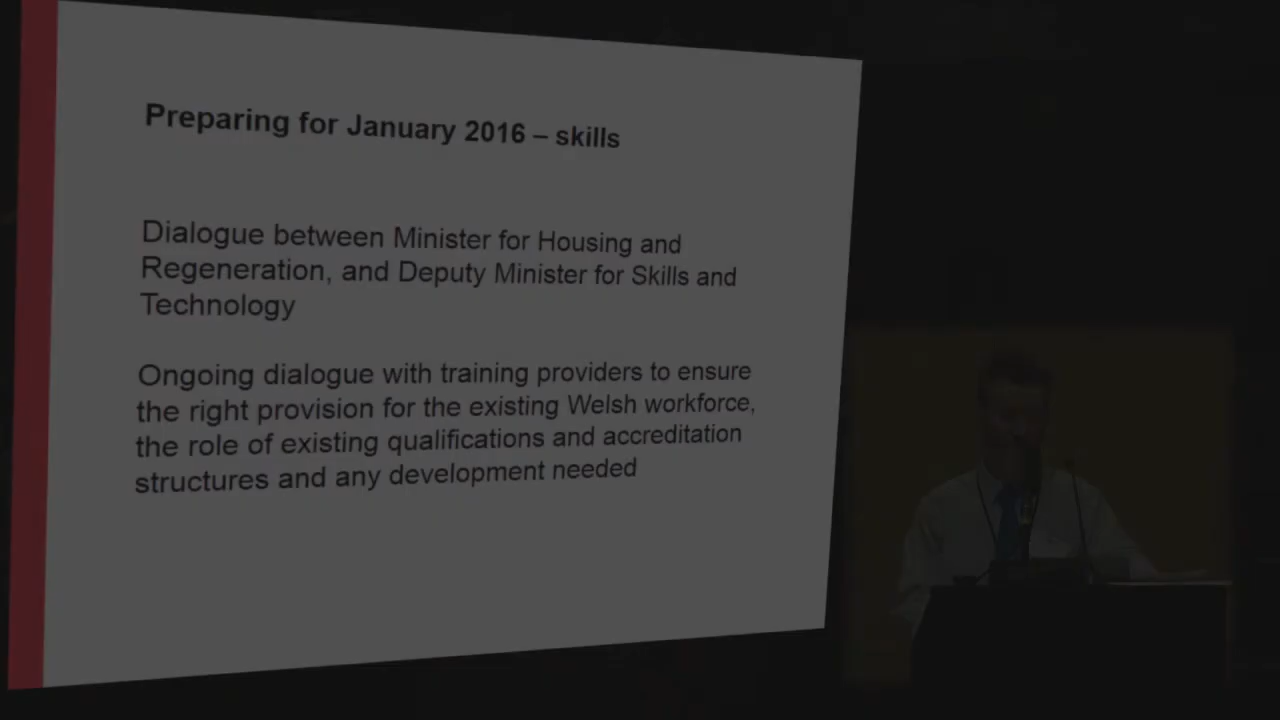 Preparing for January 2016 – skills
Dialogue between Minister for Housing and
Regeneration, and Deputy Minister for Skills and
Technology
Ongoing dialogue with training providers to ensure
the right provision for the existing Welsh workforce,
the role of existing qualifications and accreditation
structures and any development needed